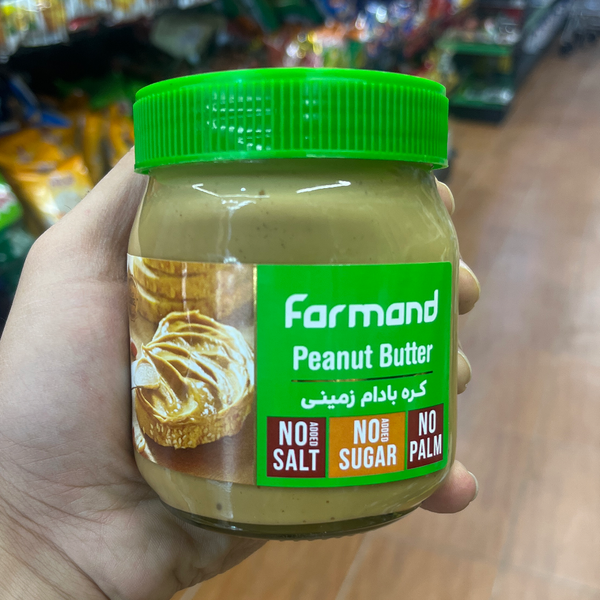 Farmand
Peanut Butter
کره بادام زمینی
NO ADDED SALT
NO ADDED SUGAR
NO PALM